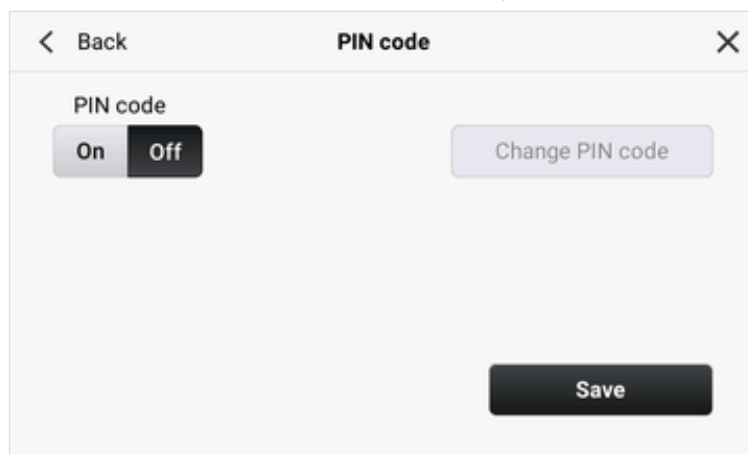 Back PIN code
PIN code
On Off Change PIN code
Save